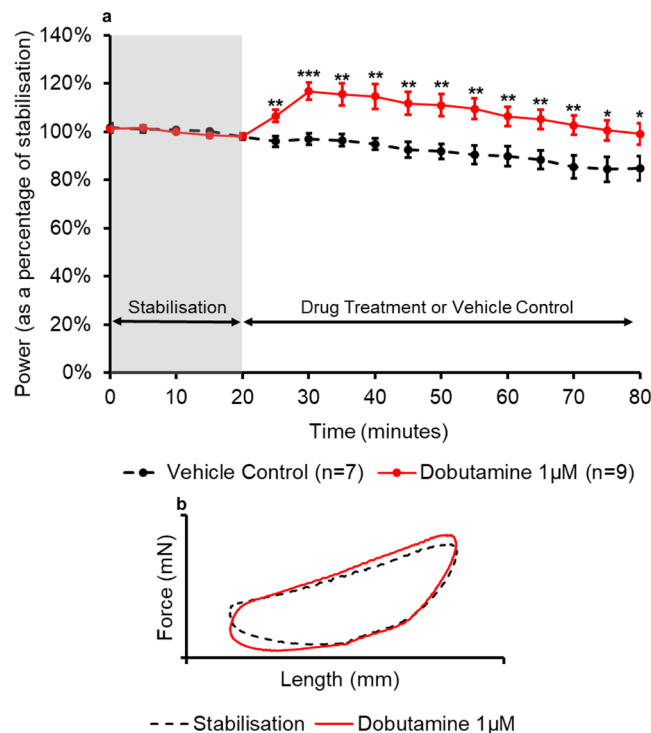 a
Power (as a percentage of stabilisation)
140%
120%
100%
80%
60%
40%
20%
0%
** *** ** ** ** ** ** ** ** ** * *
Stabilisation
Drug Treatment or Vehicle Control
0 10 20 30 40 50 60 70 80
Time (minutes)
Vehicle Control (n=7) Dobutamine 1µM (n=9)
b
Force (mN)
Length (mm)
Stabilisation Dobutamine 1µM